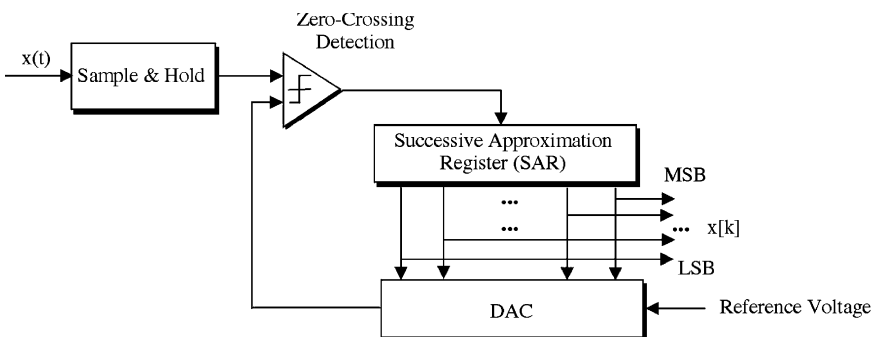 Zero-Crossing
Detection
x(t)
Sample & Hold
Successive Approximation
Register (SAR)
MSB
...
...
... x[k]
LSB
DAC
Reference Voltage